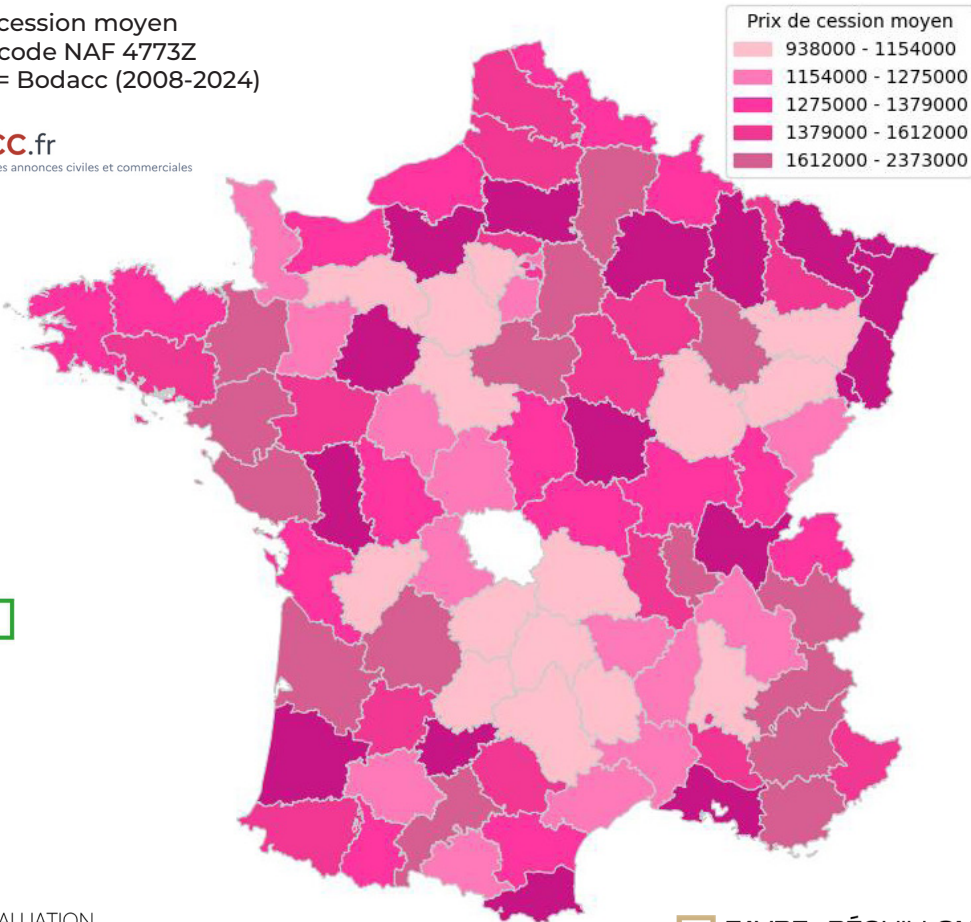 cession moyen
code NAF 4773Z
= Bodacc (2008-2024)
CC.fr
es annonces civiles et commerciales
Prix de cession moyen
938000 - 1154000
1154000 - 1275000
1275000 - 1379000
1379000 - 1612000
1612000 - 2373000